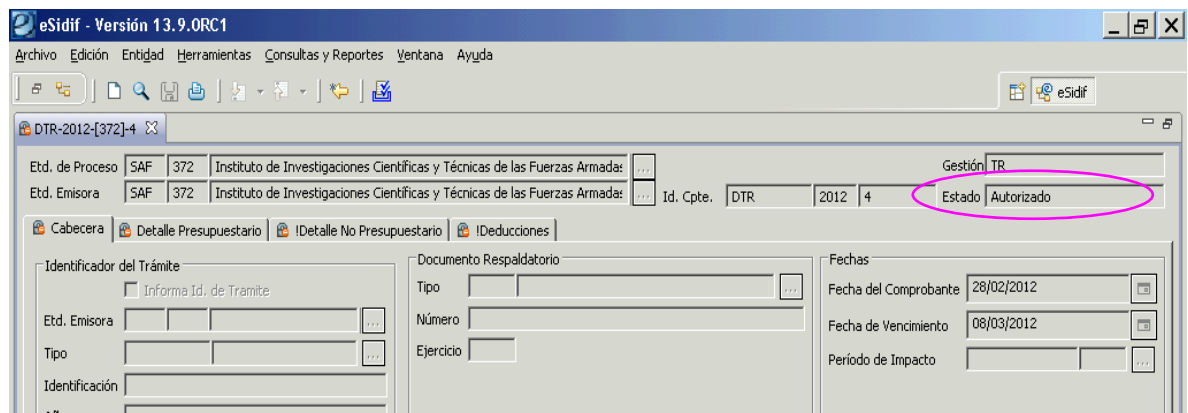 eSidif - Versión 13.9.0RC1
Archivo Edición Entidad Herramientas Consultas y Reportes Ventana Ayuda
eSidif
DTR-2012-[372]-4
Etd. de Proceso SAF 372 Instituto de Investigaciones Científicas y Técnicas de las Fuerzas Armadas ... Gestión TR
Etd. Emisora SAF 372 Instituto de Investigaciones Científicas y Técnicas de las Fuerzas Armadas ... Id. Cpte. DTR 2012 4 Estado Autorizado
Cabecera Detalle Presupuestario !Detalle No Presupuestario !Deducciones
Identificador del Trámite
Informa Id. de Tramite
Etd. Emisora ...
Tipo ...
Identificación
Documento Respaldatorio
Tipo ...
Número
Ejercicio
Fechas
Fecha del Comprobante 28/02/2012
Fecha de Vencimiento 08/03/2012
Período de Impacto ...